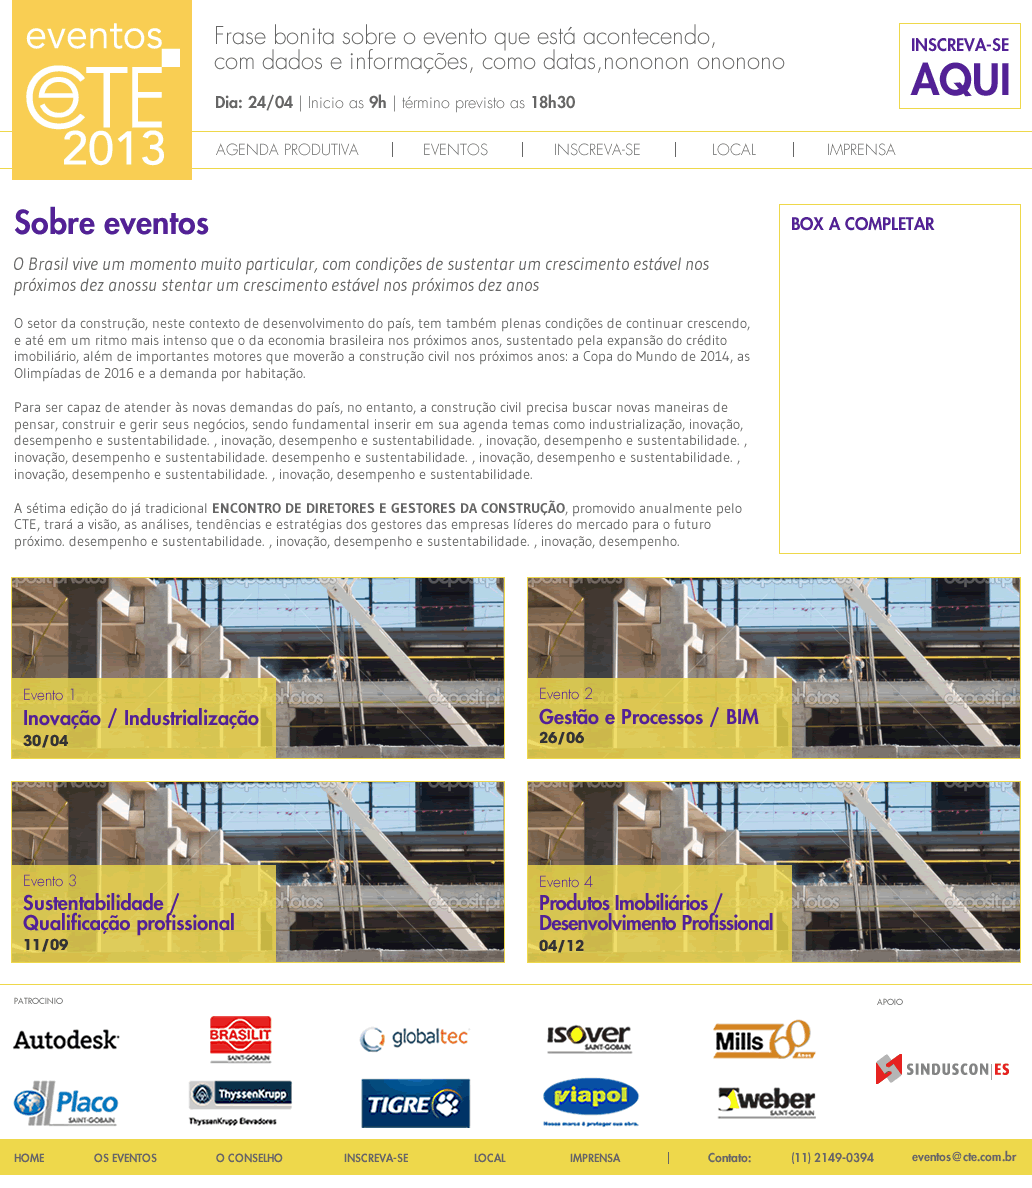 eventos
CTE
2013
Frase bonita sobre o evento que está acontecendo,
com dados e informações, como datas,nononon ononono
Dia: 24/04 | Inicio as 9h | término previsto as 18h30
INSCREVA-SE
AQUI
AGENDA PRODUTIVA | EVENTOS | INSCREVA-SE | LOCAL | IMPRENSA
Sobre eventos
O Brasil vive um momento muito particular, com condições de sustentar um crescimento estável nos
próximos dez anossu stentar um crescimento estável nos próximos dez anos
O setor da construção, neste contexto de desenvolvimento do país, tem também plenas condições de continuar crescendo,
e até em um ritmo mais intenso que o da economia brasileira nos próximos anos, sustentado pela expansão do crédito
imobiliário, além de importantes motores que moverão a construção civil nos próximos anos: a Copa do Mundo de 2014, as
Olimpíadas de 2016 e a demanda por habitação.
Para ser capaz de atender às novas demandas do país, no entanto, a construção civil precisa buscar novas maneiras de
pensar, construir e gerir seus negócios, sendo fundamental inserir em sua agenda temas como industrialização, inovação,
desempenho e sustentabilidade. , inovação, desempenho e sustentabilidade. , inovação, desempenho e sustentabilidade. ,
inovação, desempenho e sustentabilidade. desempenho e sustentabilidade. , inovação, desempenho e sustentabilidade. ,
inovação, desempenho e sustentabilidade. , inovação, desempenho e sustentabilidade.
A sétima edição do já tradicional ENCONTRO DE DIRETORES E GESTORES DA CONSTRUÇÃO, promovido anualmente pelo
CTE, trará a visão, as análises, tendências e estratégias dos gestores das empresas líderes do mercado para o futuro
próximo. desempenho e sustentabilidade. , inovação, desempenho e sustentabilidade. , inovação, desempenho.
BOX A COMPLETAR
Evento 1
Inovação / Industrialização
30/04
Evento 2
Gestão e Processos / BIM
26/06
Evento 3
Sustentabilidade /
Qualificação profissional
11/09
Evento 4
Produtos Imobiliários /
Desenvolvimento Profissional
04/12
PATROCINIO
APOIO
Autodesk
BRASILIT
SAINT-GOBAIN
globaltec
ISOVER
SAINT-GOBAIN
Mills 60
Anos
SINDUSCON|ES
Placo
SAINT-GOBAIN
ThyssenKrupp
ThyssenKrupp Elevadores
TIGRE
viapol
Nossa marca é proteger sua obra.
weber
SAINT-GOBAIN
HOME OS EVENTOS O CONSELHO INSCREVA-SE LOCAL IMPRENSA | Contato: (11) 2149-0394 eventos@cte.com.br